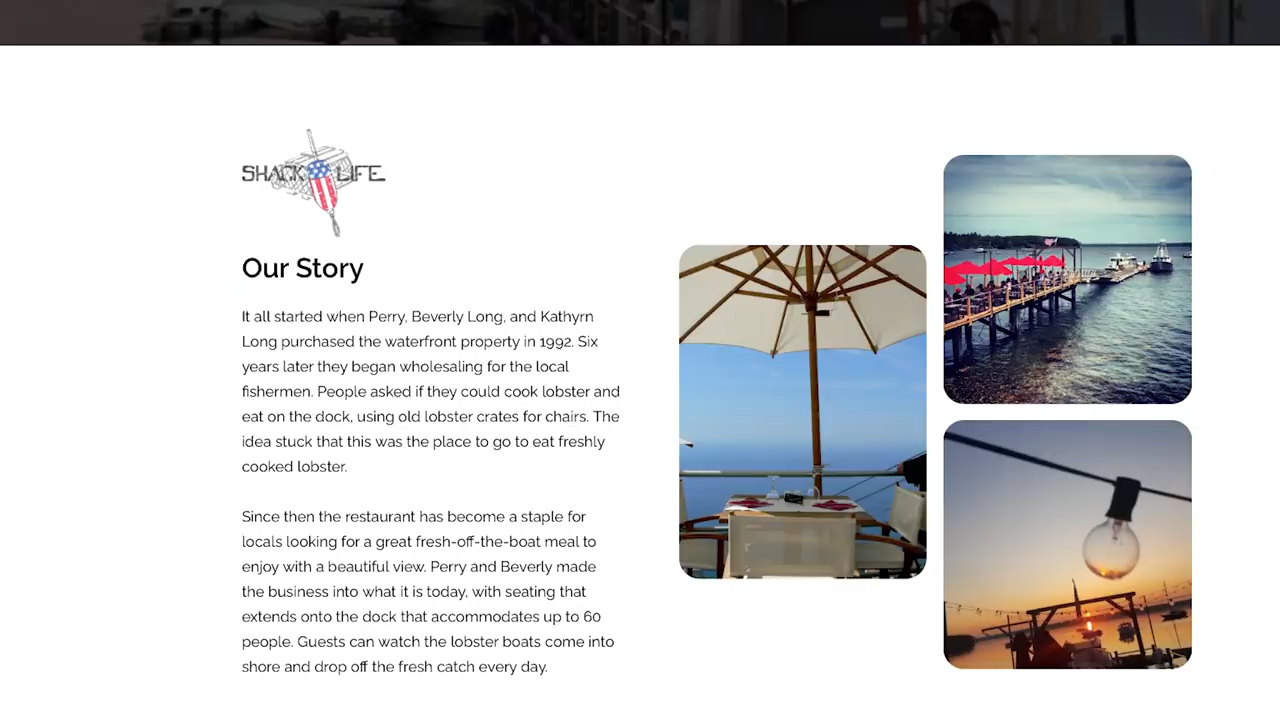 SHACK LIFE
Our Story
It all started when Perry, Beverly Long, and Kathyrn
Long purchased the waterfront property in 1992. Six
years later they began wholesaling for the local
fishermen. People asked if they could cook lobster and
eat on the dock, using old lobster crates for chairs. The
idea stuck that this was the place to go to eat freshly
cooked lobster.
Since then the restaurant has become a staple for
locals looking for a great fresh-off-the-boat meal to
enjoy with a beautiful view. Perry and Beverly made
the business into what it is today, with seating that
extends onto the dock that accommodates up to 60
people. Guests can watch the lobster boats come into
shore and drop off the fresh catch every day.